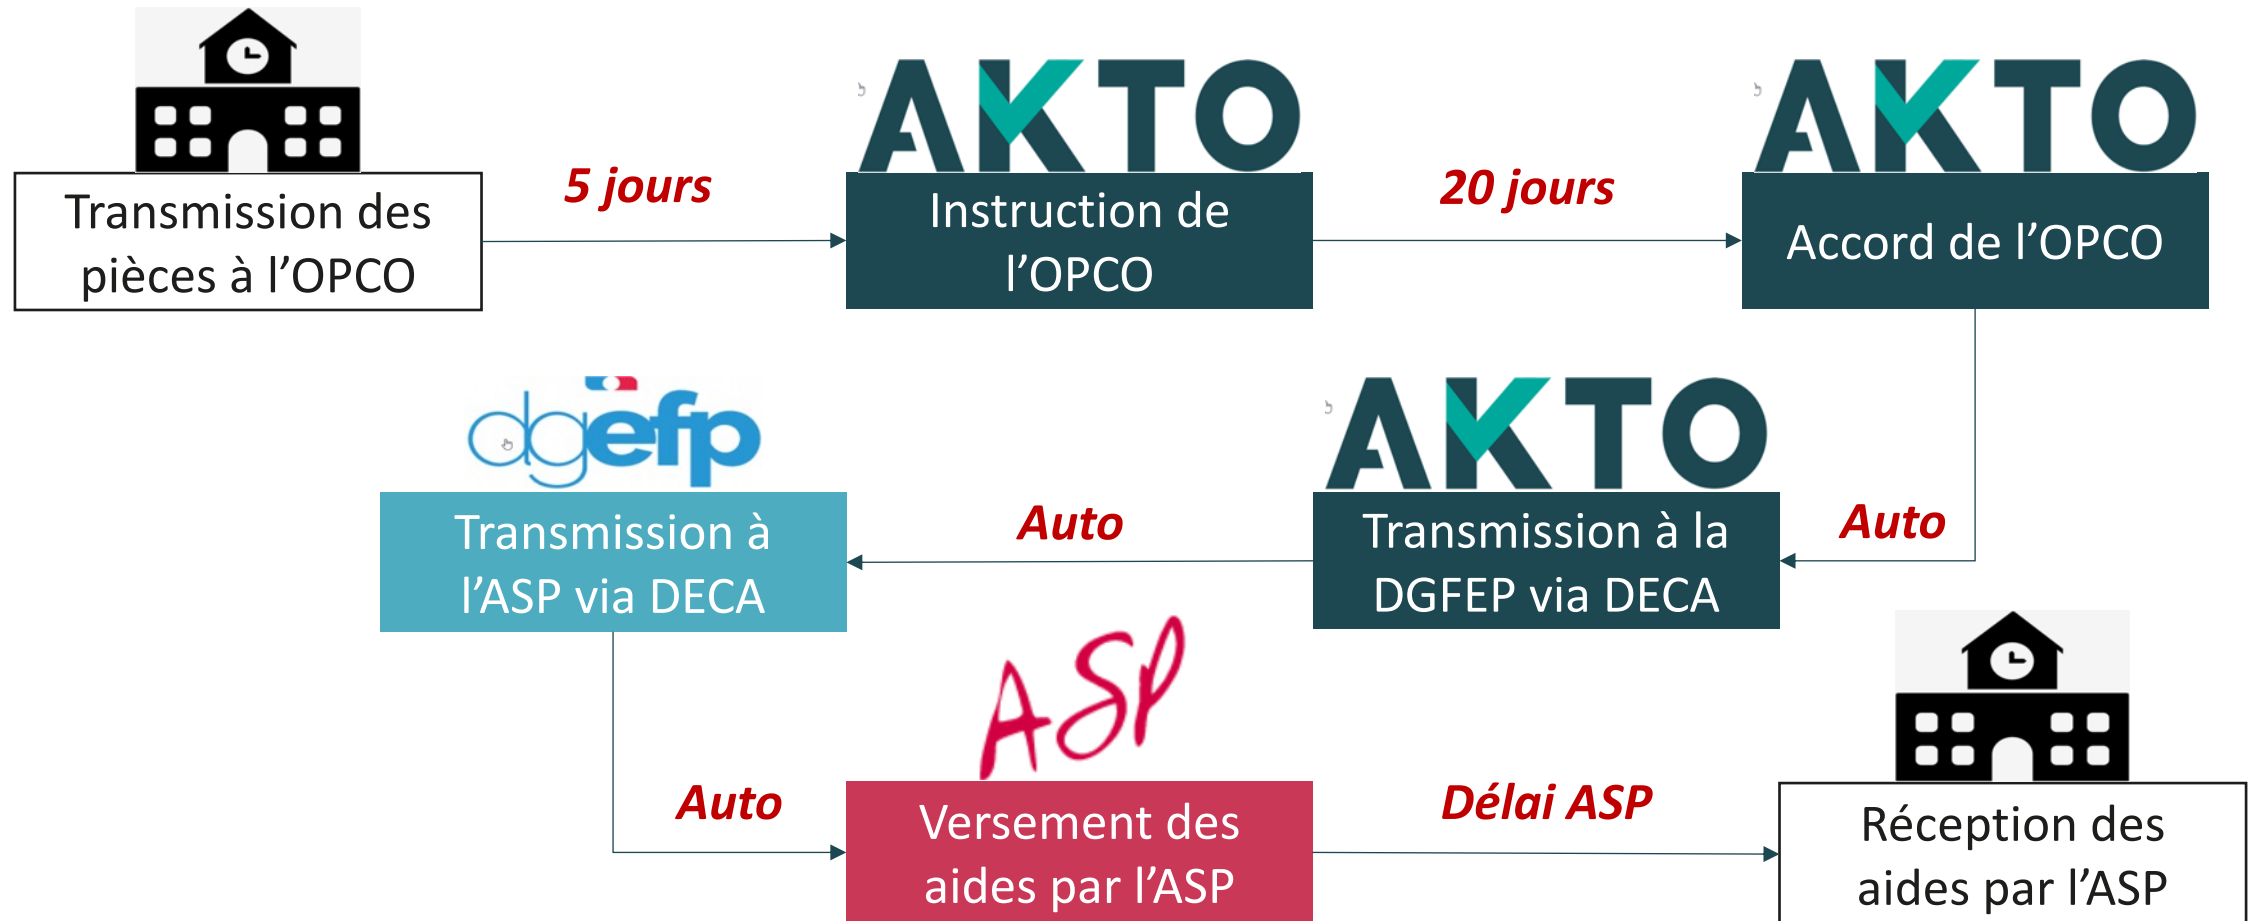 AKTO
AKTO
5 jours
20 jours
Transmission des
pièces à l’OPCO
Instruction de
l’OPCO
Accord de l’OPCO
dgefp
AKTO
Auto
Auto
Transmission à
l’ASP via DECA
Transmission à la
DGFEP via DECA
ASP
Auto
Délai ASP
Versement des
aides par l’ASP
Réception des
aides par l’ASP